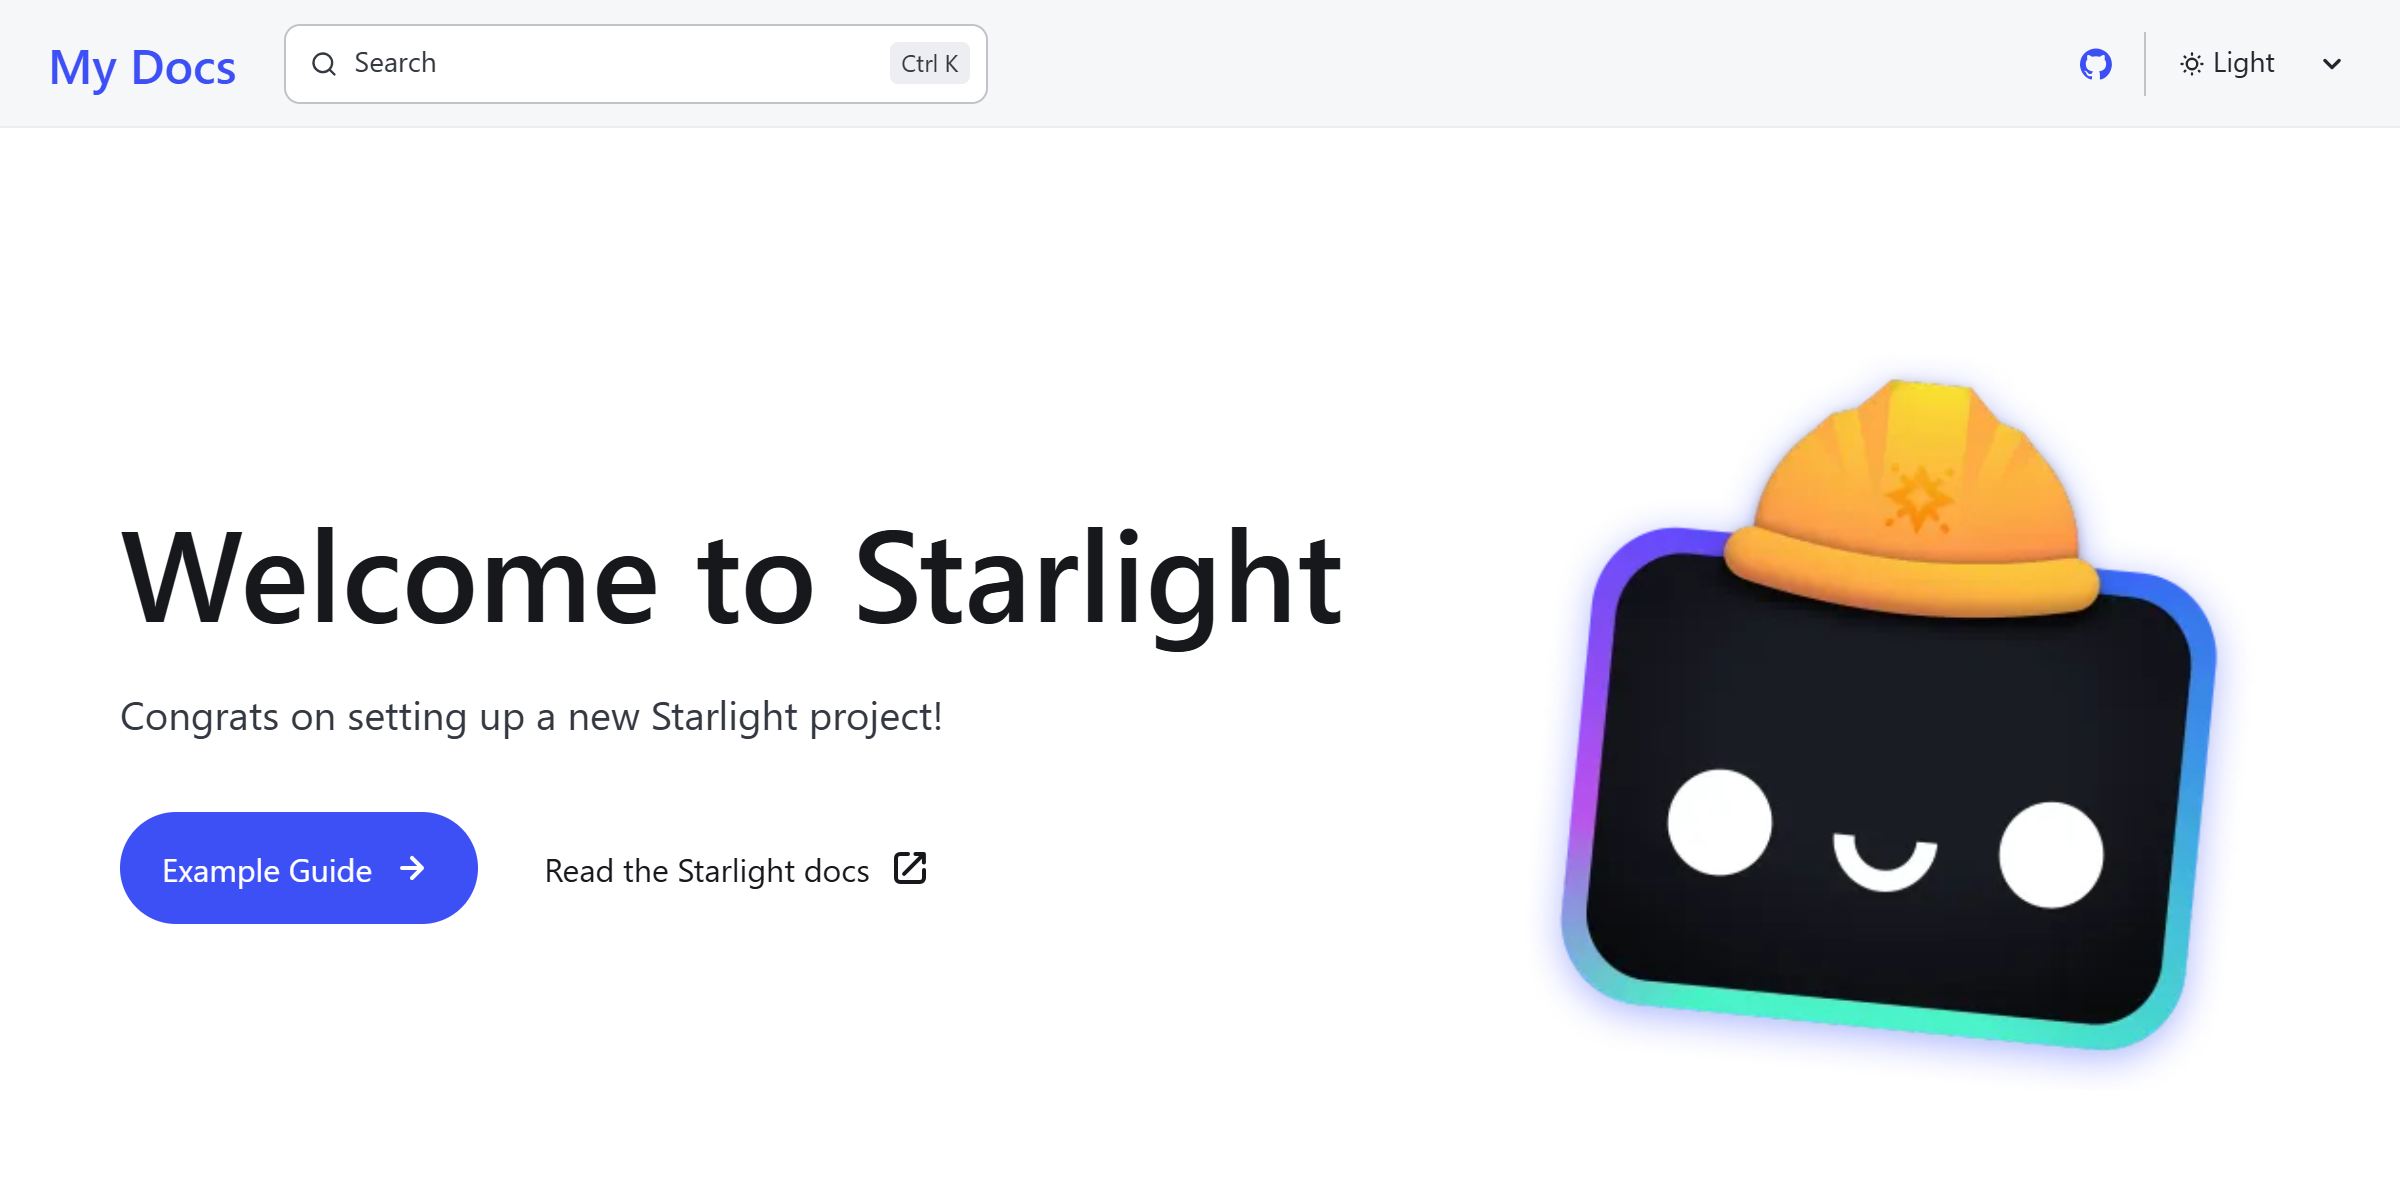 My Docs
Search
Ctrl K
Light
Welcome to Starlight
Congrats on setting up a new Starlight project!
Example Guide
Read the Starlight docs